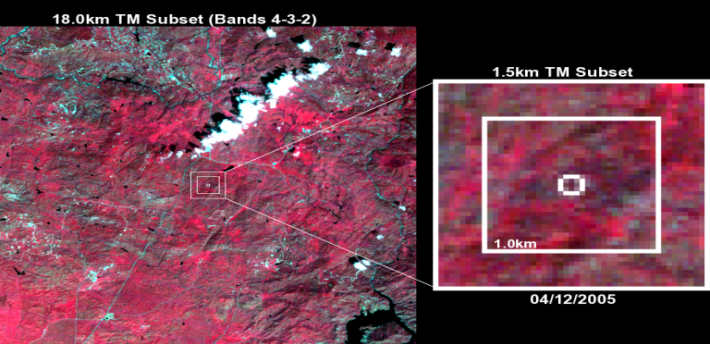 18.0km TM Subset (Bands 4-3-2)
1.5km TM Subset
1.0km
04/12/2005